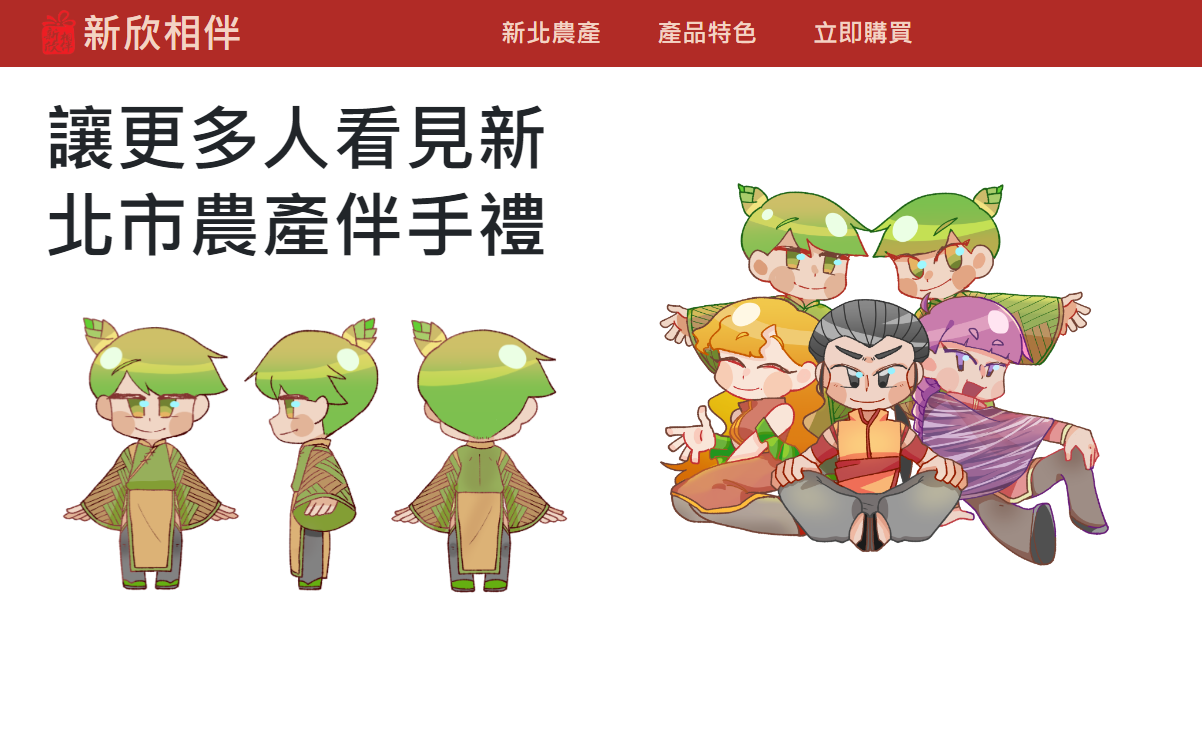 新欣相伴
新北農產
產品特色
立即購買
讓更多人看見新
北市農產伴手禮